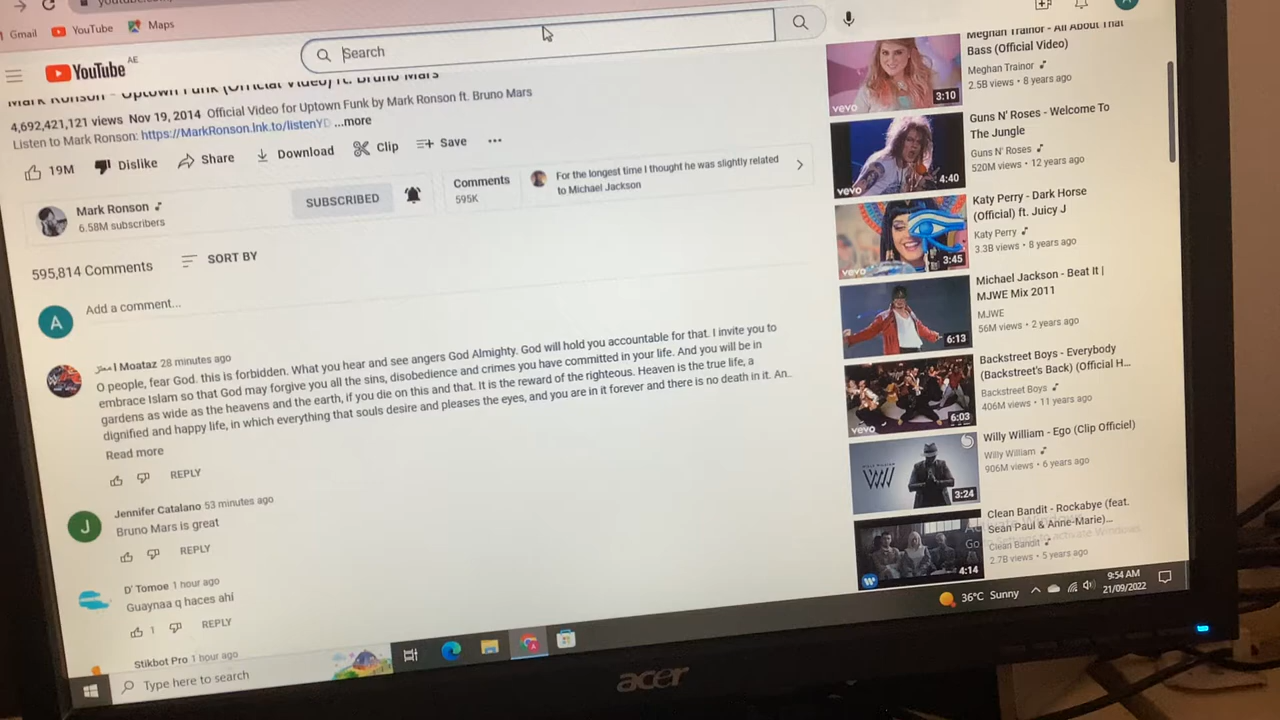 Gmail
YouTube
Maps
YouTube AE
Search
Mark Ronson - Uptown Funk (Official Video) ft. Bruno Mars
4,692,421,121 views Nov 19, 2014 Official Video for Uptown Funk by Mark Ronson ft. Bruno Mars
Listen to Mark Ronson: https://MarkRonson.lnk.to/listenYD ...more
19M
Dislike
Share
Download
Clip
Save
Mark Ronson
6.58M subscribers
SUBSCRIBED
Comments
595K
For the longest time I thought he was slightly related
to Michael Jackson
595,814 Comments
SORT BY
A
Add a comment...
Moataz 28 minutes ago
O people, fear God. this is forbidden. What you hear and see angers God Almighty. God will hold you accountable for that. I invite you to
embrace Islam so that God may forgive you all the sins, disobedience and crimes you have committed in your life. And you will be in
gardens as wide as the heavens and the earth, if you die on this and that. It is the reward of the righteous. Heaven is the true life, a
dignified and happy life, in which everything that souls desire and pleases the eyes, and you are in it forever and there is no death in it. An..
Read more
REPLY
J
Jennifer Catalano 53 minutes ago
Bruno Mars is great
REPLY
D' Tomoe 1 hour ago
Guaynaa q haces ahi
1
REPLY
Stikbot Pro 1 hour ago
Meghan Trainor - All About That
Bass (Official Video)
Meghan Trainor
2.5B views • 8 years ago
vevo
3:10
Guns N' Roses - Welcome To
The Jungle
Guns N' Roses
520M views • 12 years ago
vevo
4:40
Katy Perry - Dark Horse
(Official) ft. Juicy J
Katy Perry
3.3B views • 8 years ago
vevo
3:45
Michael Jackson - Beat It |
MJWE Mix 2011
MJWE
56M views • 2 years ago
6:13
Backstreet Boys - Everybody
(Backstreet's Back) (Official H...
Backstreet Boys
406M views • 11 years ago
vevo
6:03
Willy William - Ego (Clip Officiel)
Willy William
906M views • 6 years ago
3:24
Clean Bandit - Rockabye (feat.
Sean Paul & Anne-Marie)...
Clean Bandit
2.7B views • 5 years ago
4:14
Activate Windows
Go to Settings to activate Windows.
Type here to search
36°C Sunny
9:54 AM
21/09/2022
acer